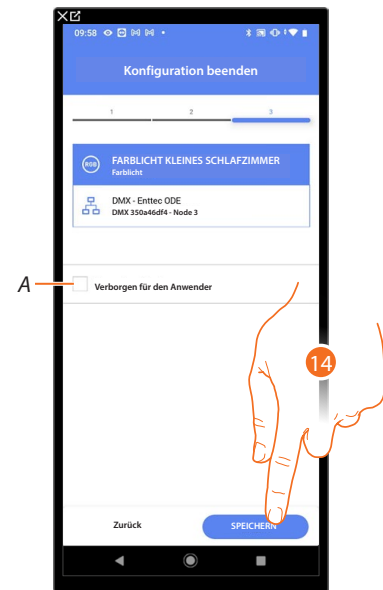 09:58
Konfiguration beenden
1 2 3
RGB
FARBLICHT KLEINES SCHLAFZIMMER
Farblicht
DMX - Enttec ODE
DMX 350a46df4 - Node 3
A
Verborgen für den Anwender
14
Zurück
SPEICHERN